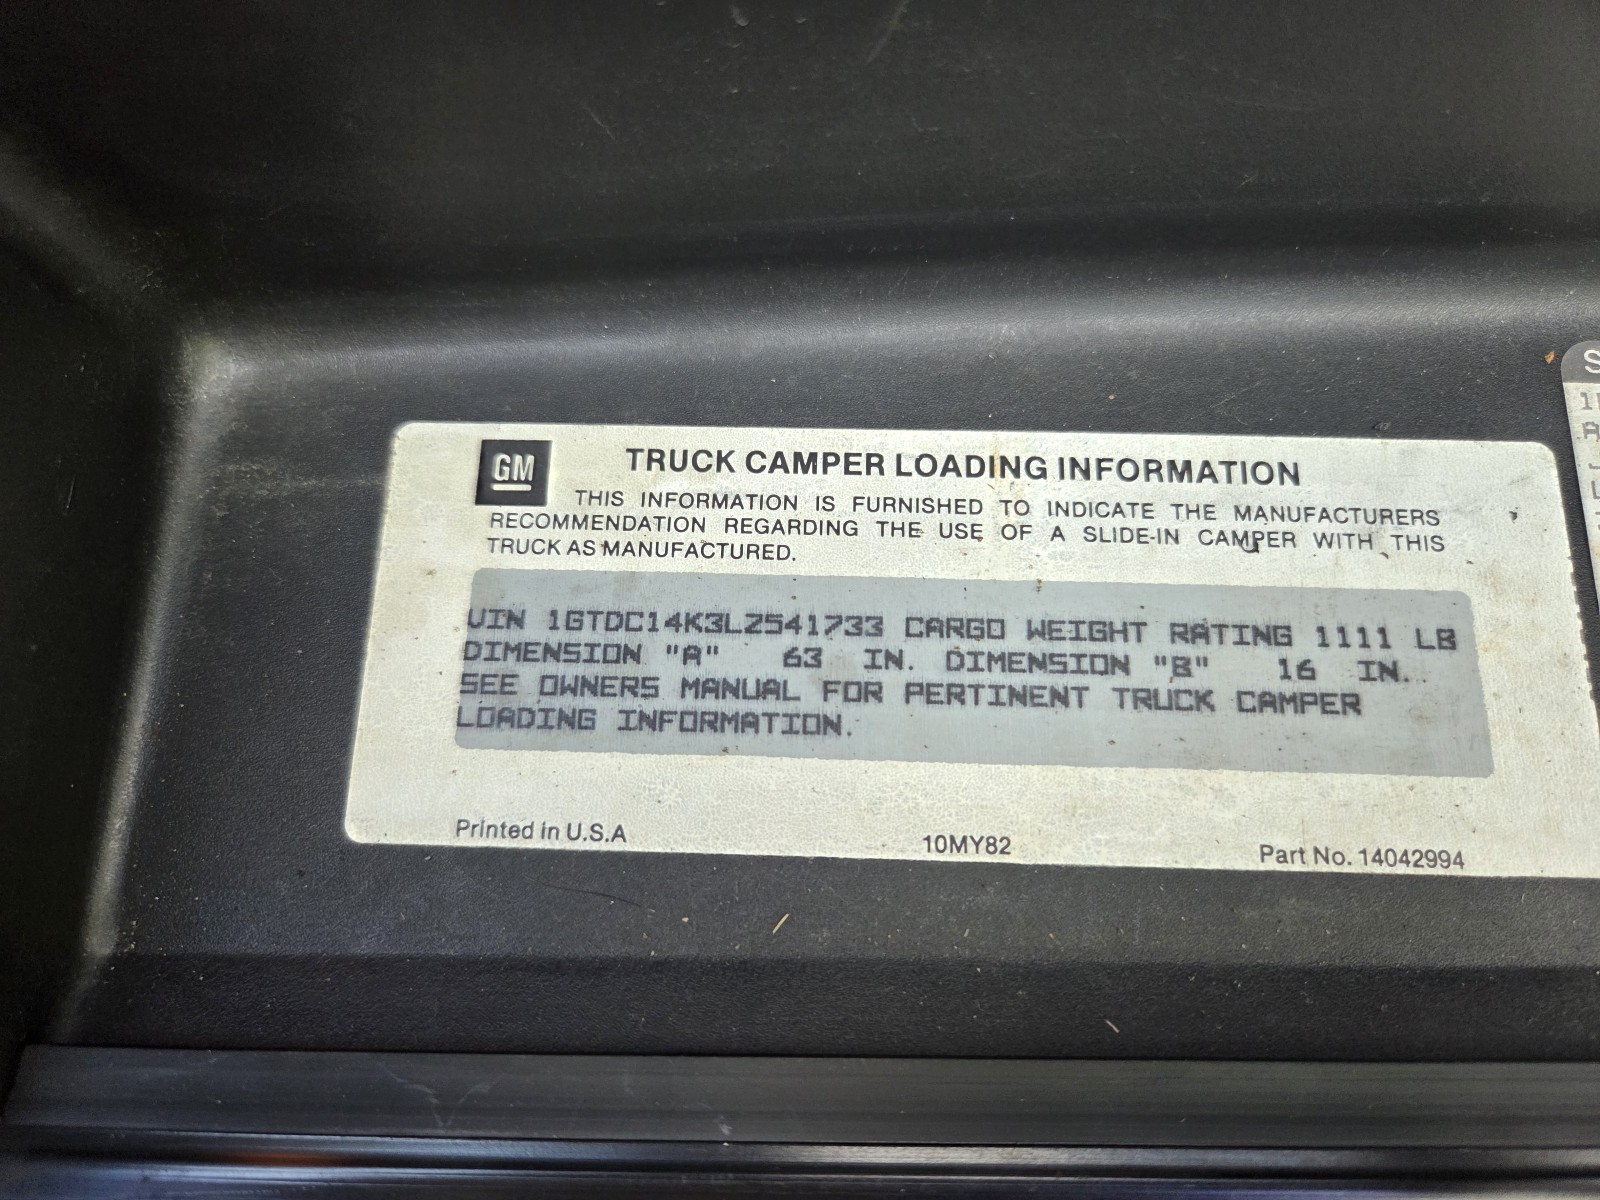 GM
TRUCK CAMPER LOADING INFORMATION
THIS INFORMATION IS FURNISHED TO INDICATE THE MANUFACTURERS
RECOMMENDATION REGARDING THE USE OF A SLIDE-IN CAMPER WITH THIS
TRUCK AS MANUFACTURED.
VIN 1GTDC14K3LZ541733 CARGO WEIGHT RATING 1111 LB
DIMENSION "A" 63 IN. DIMENSION "B" 16 IN.
SEE OWNERS MANUAL FOR PERTINENT TRUCK CAMPER
LOADING INFORMATION.
Printed in U.S.A 10MY82 Part No. 14042994